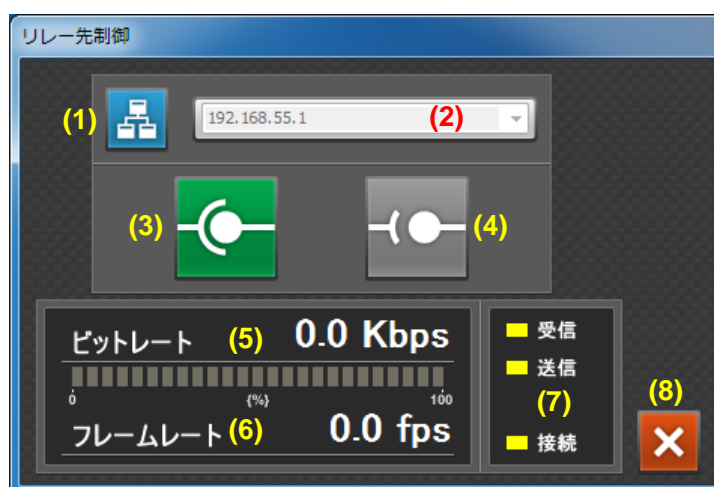 リレー先制御
(1)
192.168.55.1
(2)
(3)
(4)
ビットレート (5) 0.0 Kbps
0 {%} 100
フレームレート (6) 0.0 fps
受信
送信
(7)
接続
(8)